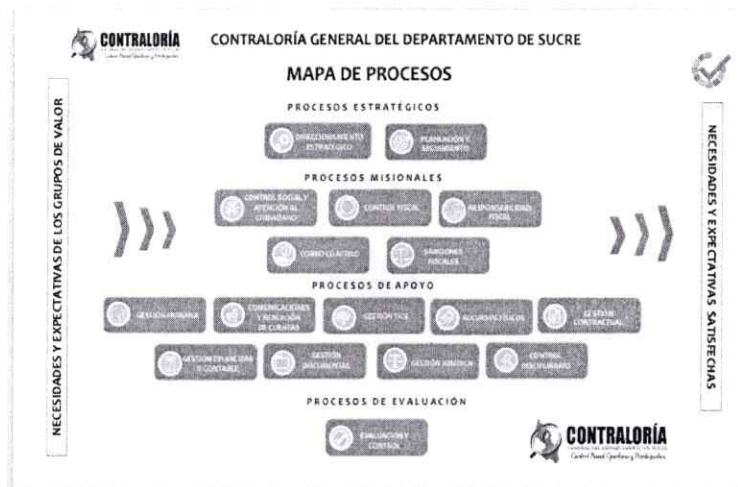 CONTRALORÍA
CONTRALORÍA GENERAL DEL DEPARTAMENTO DE SUCRE
MAPA DE PROCESOS
NECESIDADES Y EXPECTATIVAS DE LOS GRUPOS DE VALOR
NECESIDADES Y EXPECTATIVAS SATISFECHAS
PROCESOS ESTRATÉGICOS
DIRECCIONAMIENTO
ESTRATÉGICO
PLANEACIÓN Y
SEGUIMIENTO
PROCESOS MISIONALES
CONTROL SOCIAL Y
ATENCIÓN AL
CIUDADANO
CONTROL FISCAL
RESPONSABILIDAD
FISCAL
COBRO COACTIVO
SANCIONES
FISCALES
PROCESOS DE APOYO
GESTIÓN HUMANA
COMUNICACIONES
Y RENDICIÓN
DE CUENTAS
GESTIÓN TICS
RECURSOS FÍSICOS
GESTIÓN
CONTRACTUAL
GESTIÓN FINANCIERA
Y CONTABLE
GESTIÓN
DOCUMENTAL
GESTIÓN JURÍDICA
CONTROL
DISCIPLINARIO
PROCESOS DE EVALUACIÓN
EVALUACIÓN Y
CONTROL
CONTRALORÍA